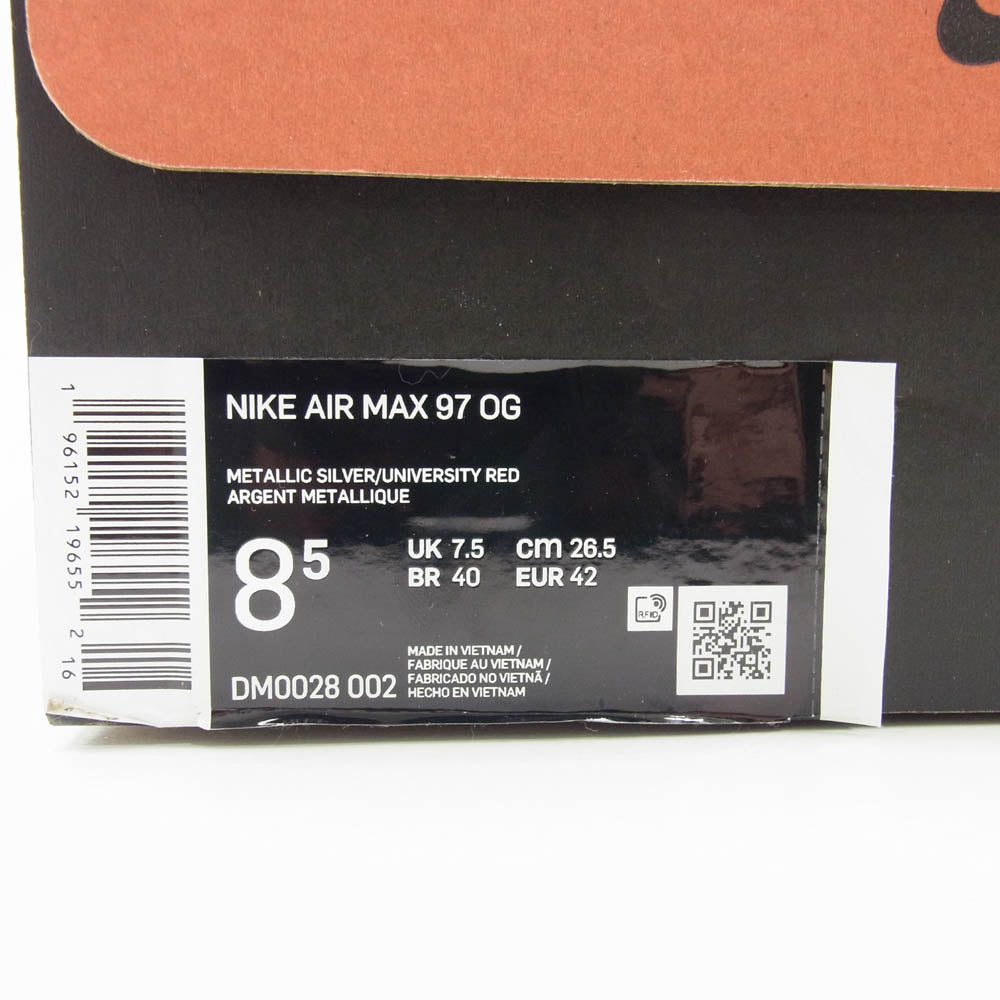 NIKE AIR MAX 97 OG
METALLIC SILVER/UNIVERSITY RED
ARGENT METALLIQUE
8⁵
UK 7.5 cm 26.5
BR 40 EUR 42
RFID
MADE IN VIETNAM /
FABRIQUE AU VIETNAM /
FABRICADO NO VIETNÃ /
HECHO EN VIETNAM
DM0028 002
1 96152 19655 2 16